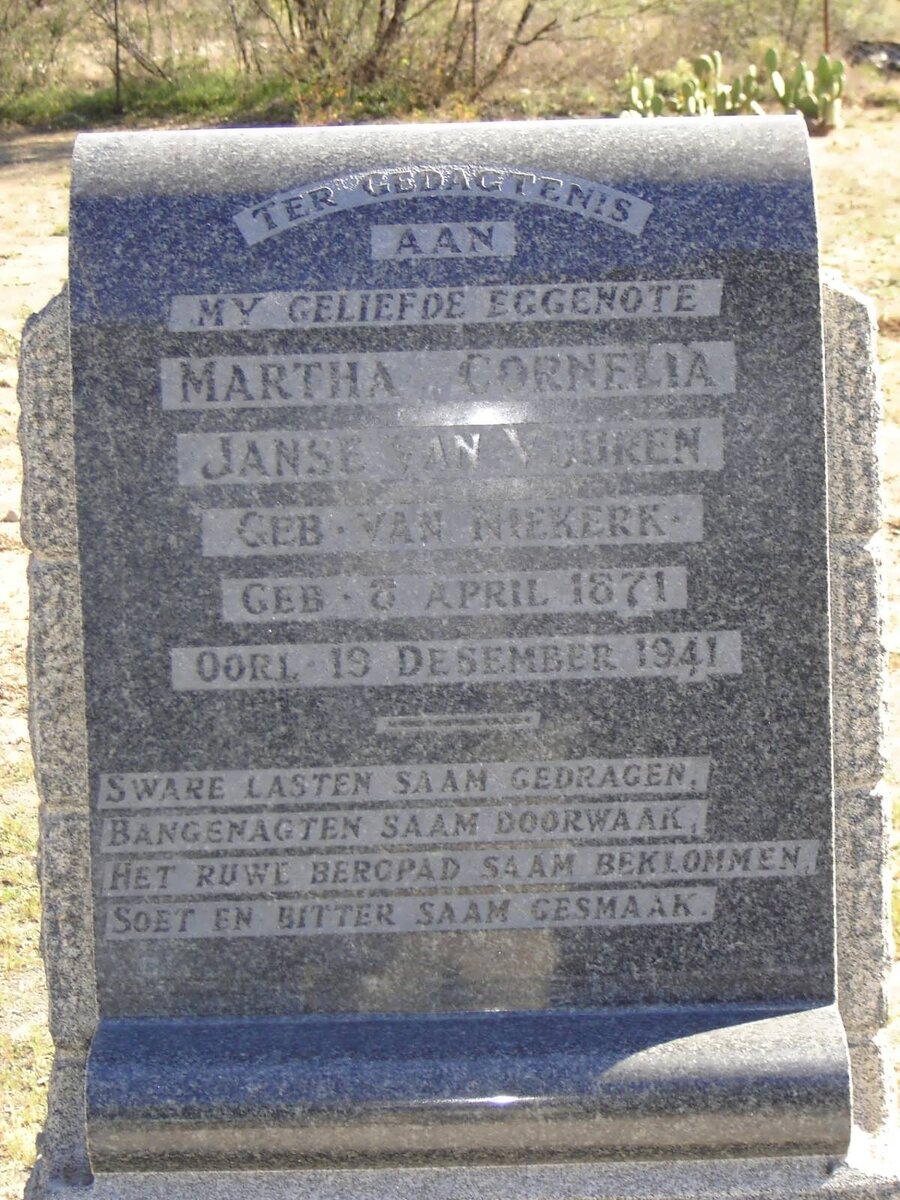 TER GEDAGTENIS
AAN
MY GELIEFDE EGGENOTE
MARTHA CORNELIA
JANSE VAN VUUREN
GEB · VAN NIEKERK ·
GEB · 8 APRIL 1871
OORL · 19 DESEMBER 1941
SWARE LASTEN SAAM GEDRAGEN,
BANGENAGTEN SAAM DOORWAAK,
HET RUWE BERGPAD SAAM BEKLOMMEN,
SOET EN BITTER SAAM GESMAAK.